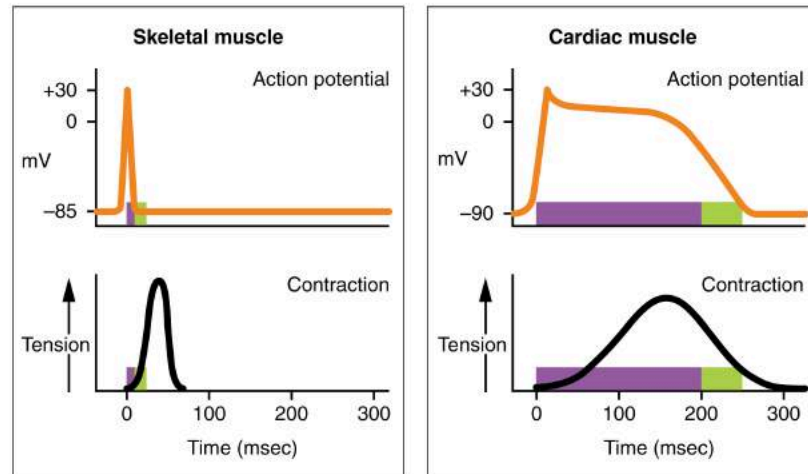 Skeletal muscle
Action potential
+30
0
mV
–85
Contraction
Tension
0 100 200 300
Time (msec)
Cardiac muscle
Action potential
+30
0
mV
–90
Contraction
Tension
0 100 200 300
Time (msec)